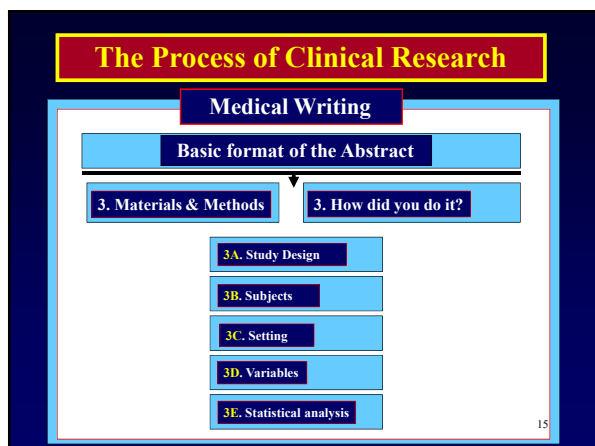 The Process of Clinical Research
Medical Writing
Basic format of the Abstract
3. Materials & Methods
3. How did you do it?
3A. Study Design
3B. Subjects
3C. Setting
3D. Variables
3E. Statistical analysis
15